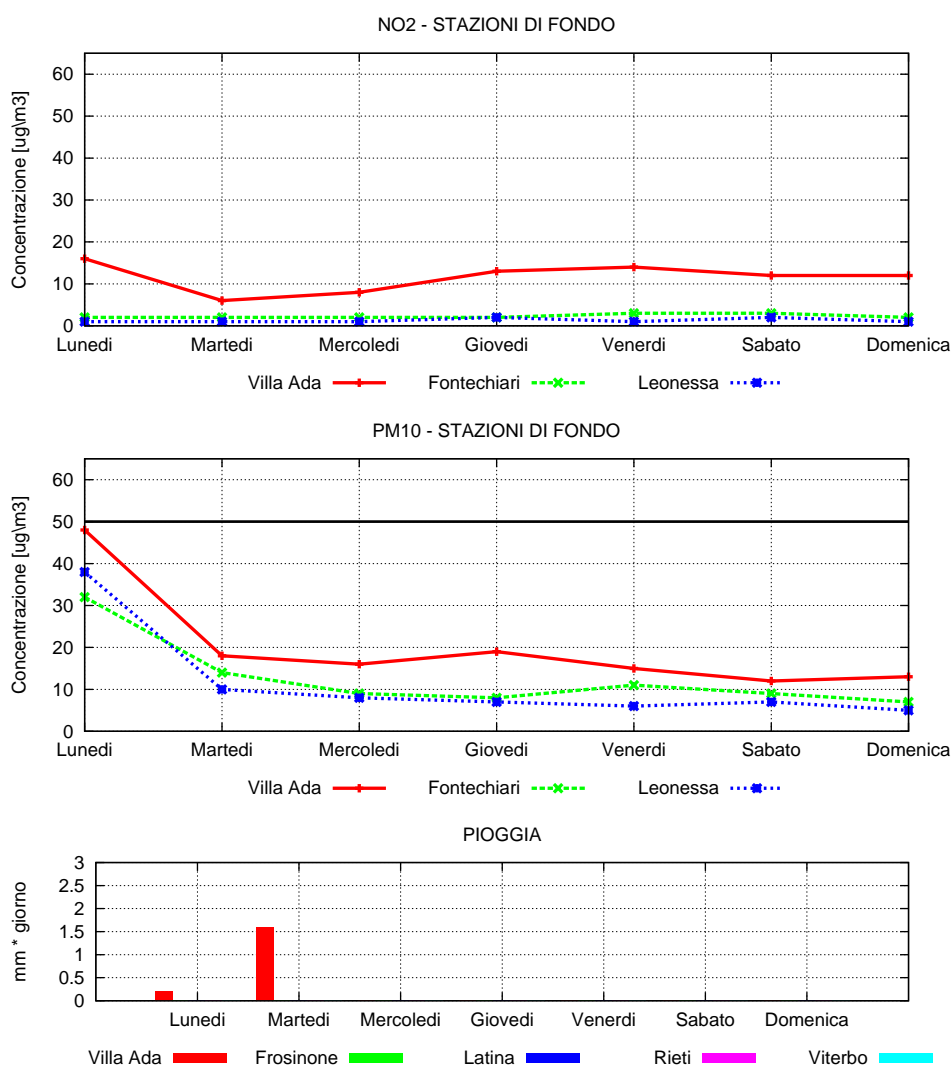 NO2 - STAZIONI DI FONDO
Concentrazione [ug\m3]
60
50
40
30
20
10
0
Lunedi Martedi Mercoledi Giovedi Venerdi Sabato Domenica
Villa Ada Fontechiari Leonessa
PM10 - STAZIONI DI FONDO
Concentrazione [ug\m3]
60
50
40
30
20
10
0
Lunedi Martedi Mercoledi Giovedi Venerdi Sabato Domenica
Villa Ada Fontechiari Leonessa
PIOGGIA
mm * giorno
3
2.5
2
1.5
1
0.5
0
Lunedi Martedi Mercoledi Giovedi Venerdi Sabato Domenica
Villa Ada Frosinone Latina Rieti Viterbo